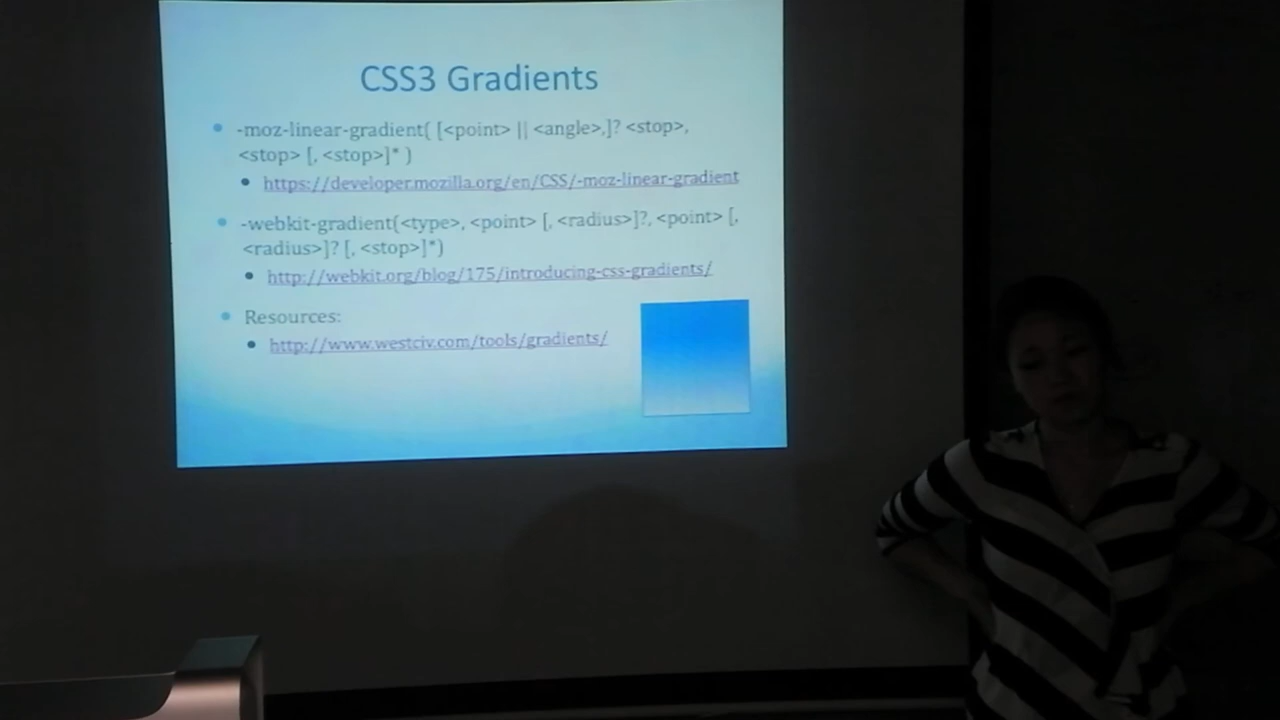 CSS3 Gradients
-moz-linear-gradient( [<point> || <angle>,]? <stop>,
<stop> [, <stop>]* )
https://developer.mozilla.org/en/CSS/-moz-linear-gradient
-webkit-gradient(<type>, <point> [, <radius>]?, <point> [,
<radius>]? [, <stop>]*)
http://webkit.org/blog/175/introducing-css-gradients/
Resources:
http://www.westciv.com/tools/gradients/